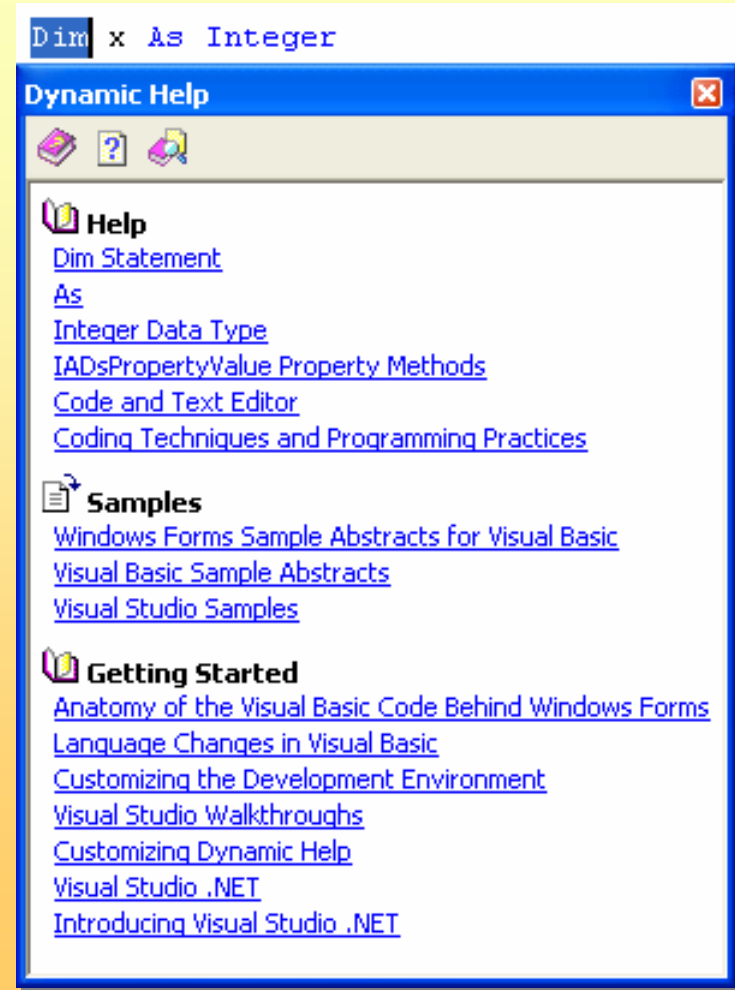 Dim x As Integer
Dynamic Help
Help
Dim Statement
As
Integer Data Type
IADsPropertyValue Property Methods
Code and Text Editor
Coding Techniques and Programming Practices
Samples
Windows Forms Sample Abstracts for Visual Basic
Visual Basic Sample Abstracts
Visual Studio Samples
Getting Started
Anatomy of the Visual Basic Code Behind Windows Forms
Language Changes in Visual Basic
Customizing the Development Environment
Visual Studio Walkthroughs
Customizing Dynamic Help
Visual Studio .NET
Introducing Visual Studio .NET